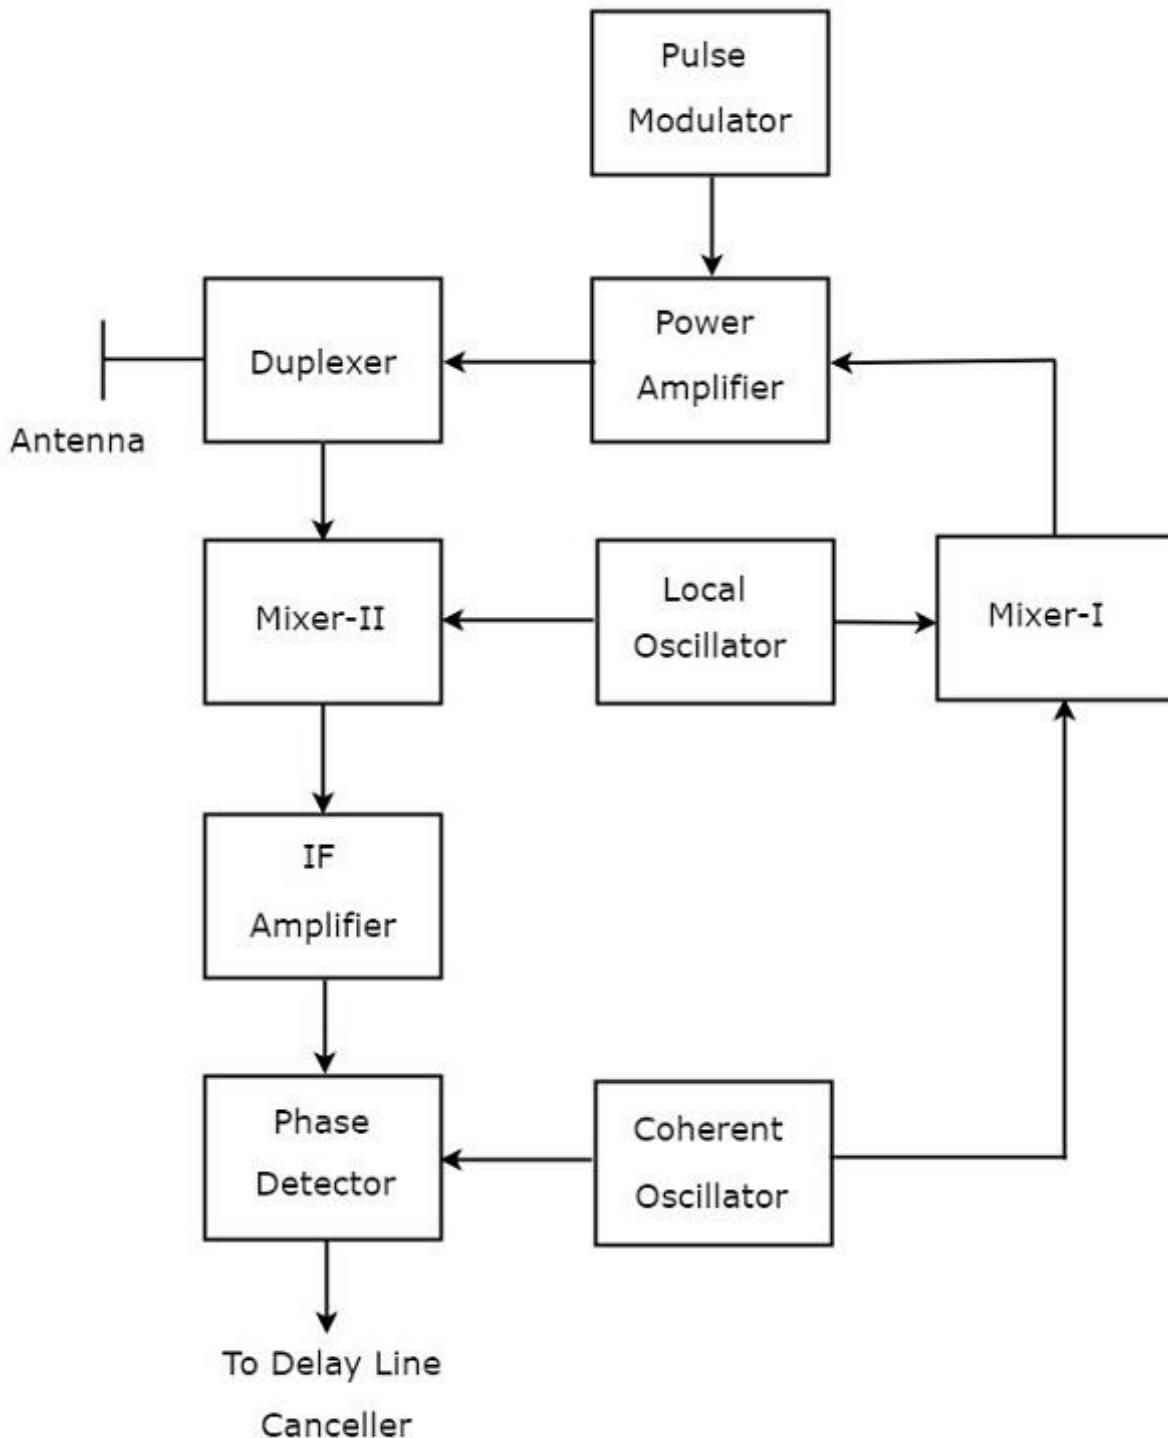 Pulse
Modulator
Power
Amplifier
Duplexer
Antenna
Mixer-II
Local
Oscillator
Mixer-I
IF
Amplifier
Phase
Detector
Coherent
Oscillator
To Delay Line
Canceller